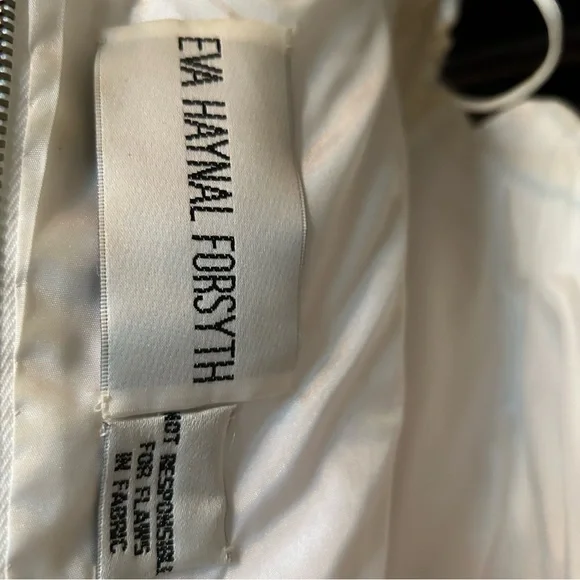 EVA HAYNAL FORSYTH
NOT RESPONSIBLE
FOR FLAWS
IN FABRIC